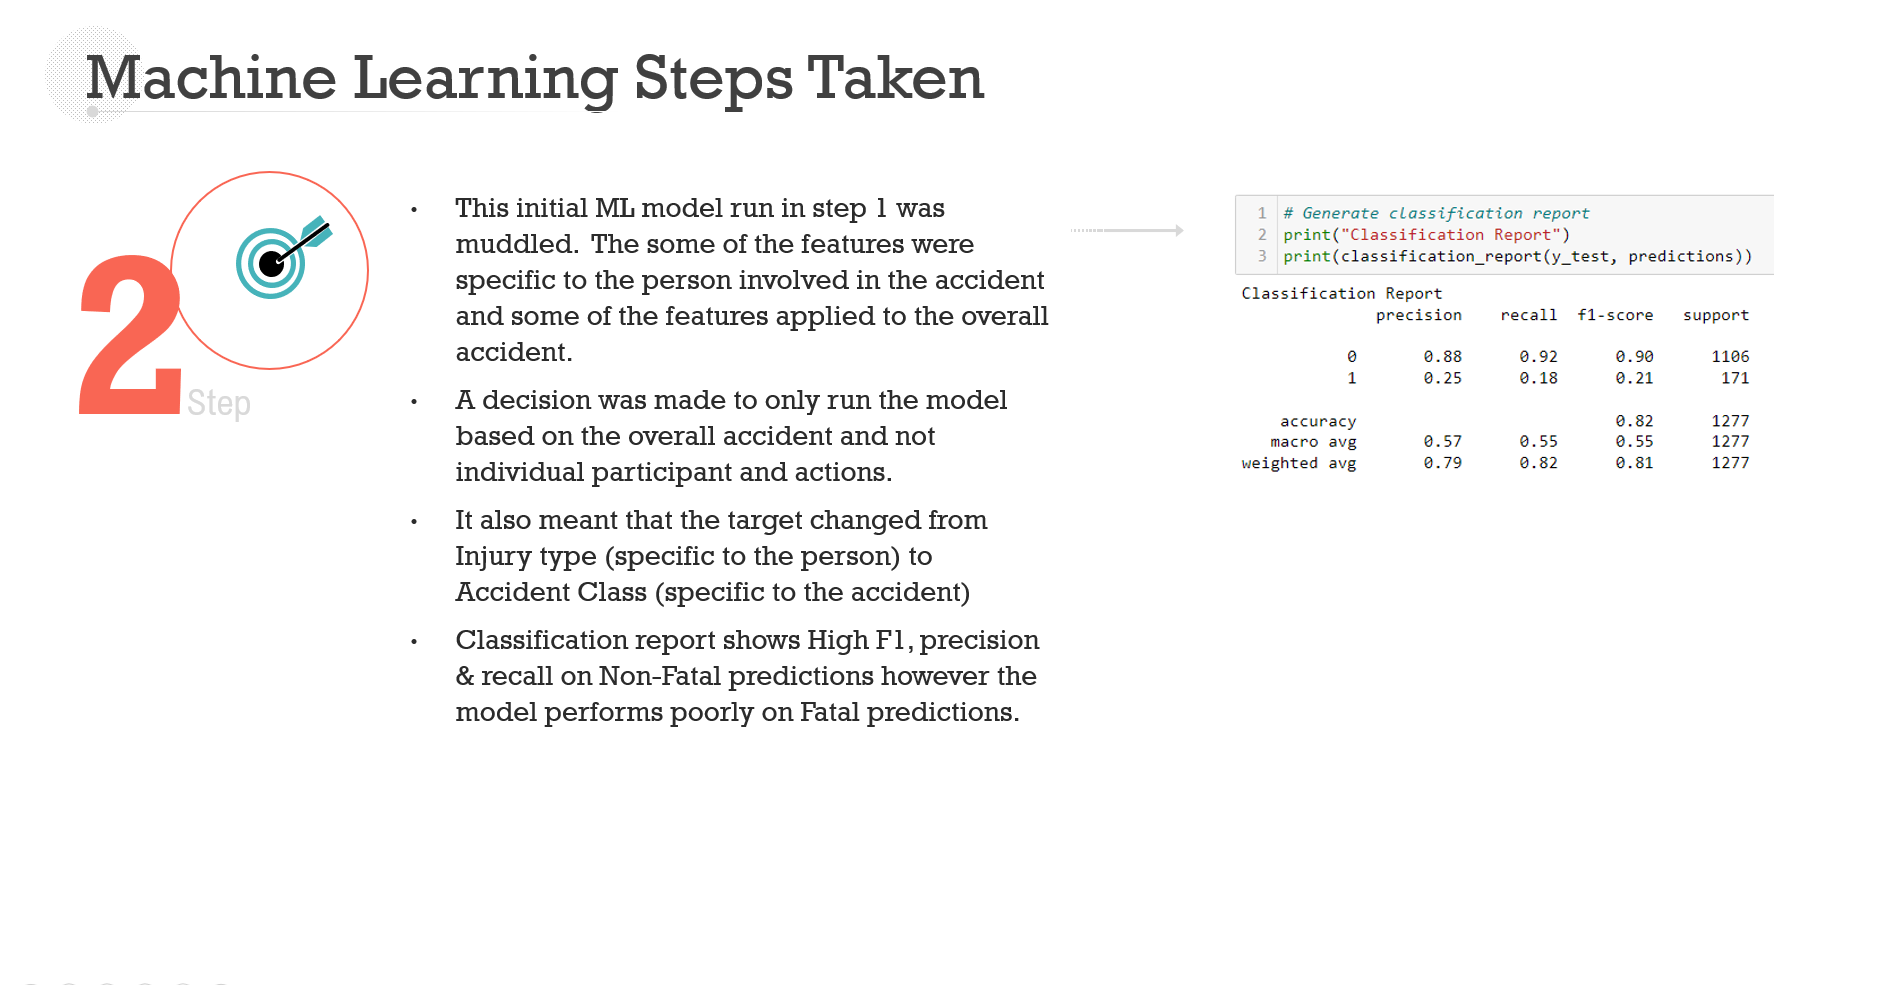 Machine Learning Steps Taken
2
Step
• This initial ML model run in step 1 was
muddled. The some of the features were
specific to the person involved in the accident
and some of the features applied to the overall
accident.
• A decision was made to only run the model
based on the overall accident and not
individual participant and actions.
• It also meant that the target changed from
Injury type (specific to the person) to
Accident Class (specific to the accident)
• Classification report shows High F1, precision
& recall on Non-Fatal predictions however the
model performs poorly on Fatal predictions.
1 # Generate classification report
2 print("Classification Report")
3 print(classification_report(y_test, predictions))
Classification Report
precision recall f1-score support
0 0.88 0.92 0.90 1106
1 0.25 0.18 0.21 171
accuracy 0.82 1277
macro avg 0.57 0.55 0.55 1277
weighted avg 0.79 0.82 0.81 1277